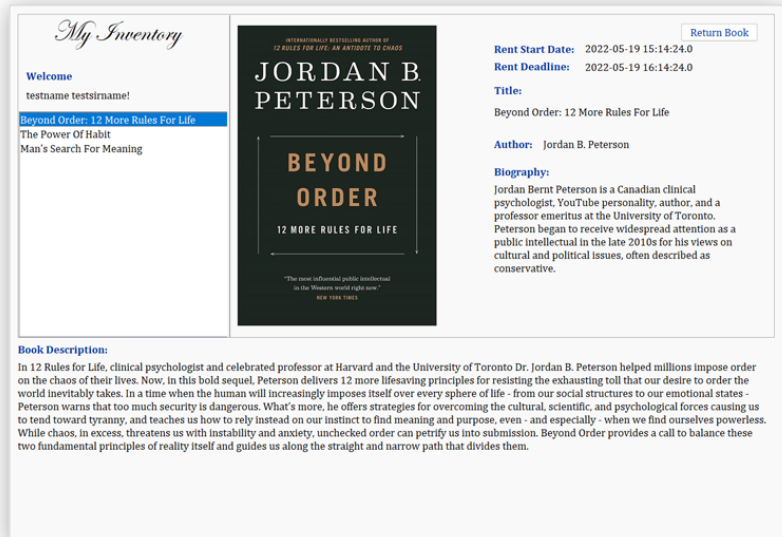 My Inventory
Welcome
testname testsirname!
Beyond Order: 12 More Rules For Life
The Power Of Habit
Man's Search For Meaning
INTERNATIONALLY BESTSELLING AUTHOR OF
12 RULES FOR LIFE: AN ANTIDOTE TO CHAOS
JORDAN B.
PETERSON
BEYOND
ORDER
12 MORE RULES FOR LIFE
"The most influential public intellectual
in the Western world right now."
NEW YORK TIMES
Return Book
Rent Start Date: 2022-05-19 15:14:24.0
Rent Deadline: 2022-05-19 16:14:24.0
Title:
Beyond Order: 12 More Rules For Life
Author: Jordan B. Peterson
Biography:
Jordan Bernt Peterson is a Canadian clinical
psychologist, YouTube personality, author, and a
professor emeritus at the University of Toronto.
Peterson began to receive widespread attention as a
public intellectual in the late 2010s for his views on
cultural and political issues, often described as
conservative.
Book Description:
In 12 Rules for Life, clinical psychologist and celebrated professor at Harvard and the University of Toronto Dr. Jordan B. Peterson helped millions impose order
on the chaos of their lives. Now, in this bold sequel, Peterson delivers 12 more lifesaving principles for resisting the exhausting toll that our desire to order the
world inevitably takes. In a time when the human will increasingly imposes itself over every sphere of life - from our social structures to our emotional states -
Peterson warns that too much security is dangerous. What's more, he offers strategies for overcoming the cultural, scientific, and psychological forces causing us
to tend toward tyranny, and teaches us how to rely instead on our instinct to find meaning and purpose, even - and especially - when we find ourselves powerless.
While chaos, in excess, threatens us with instability and anxiety, unchecked order can petrify us into submission. Beyond Order provides a call to balance these
two fundamental principles of reality itself and guides us along the straight and narrow path that divides them.